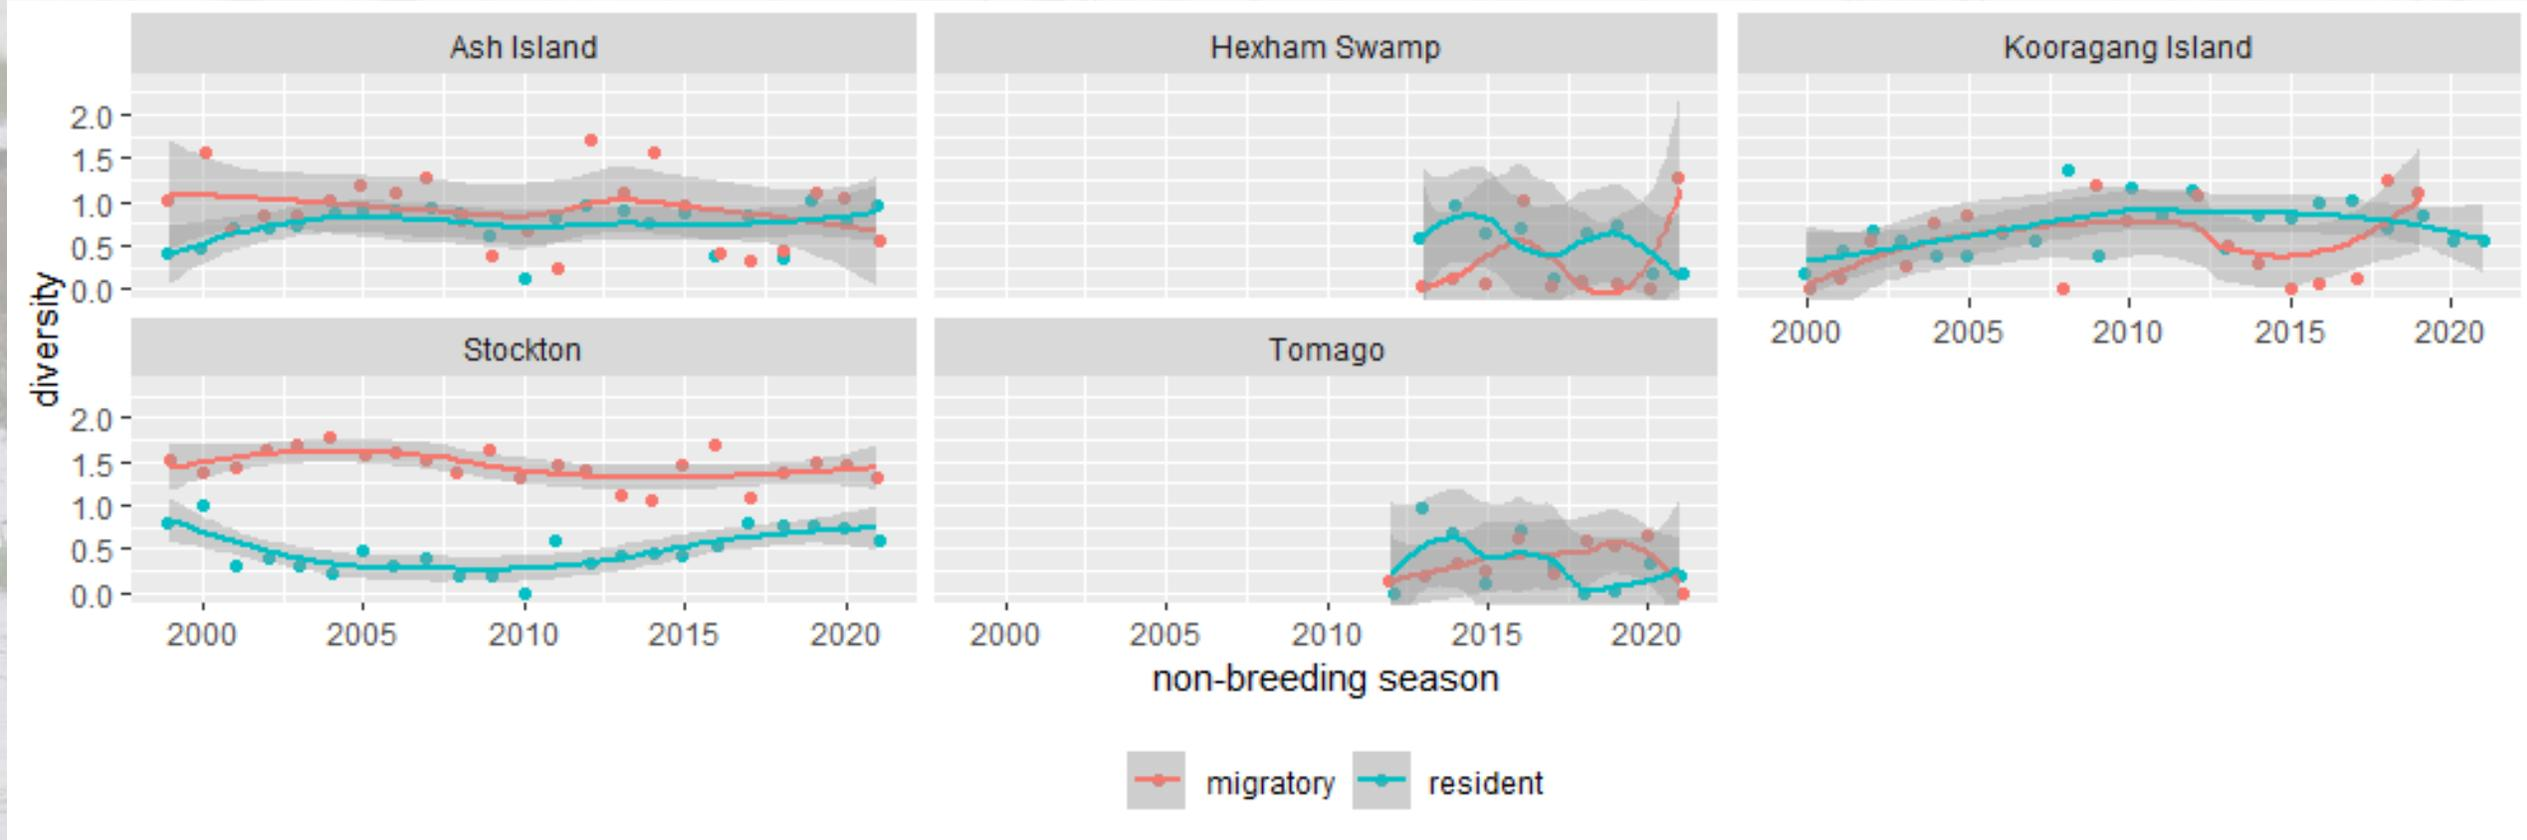 Ash Island
Hexham Swamp
Kooragang Island
2.0
1.5
1.0
0.5
0.0
2000 2005 2010 2015 2020
Stockton
Tomago
diversity
2.0
1.5
1.0
0.5
0.0
2000 2005 2010 2015 2020
2000 2005 2010 2015 2020
non-breeding season
migratory
resident